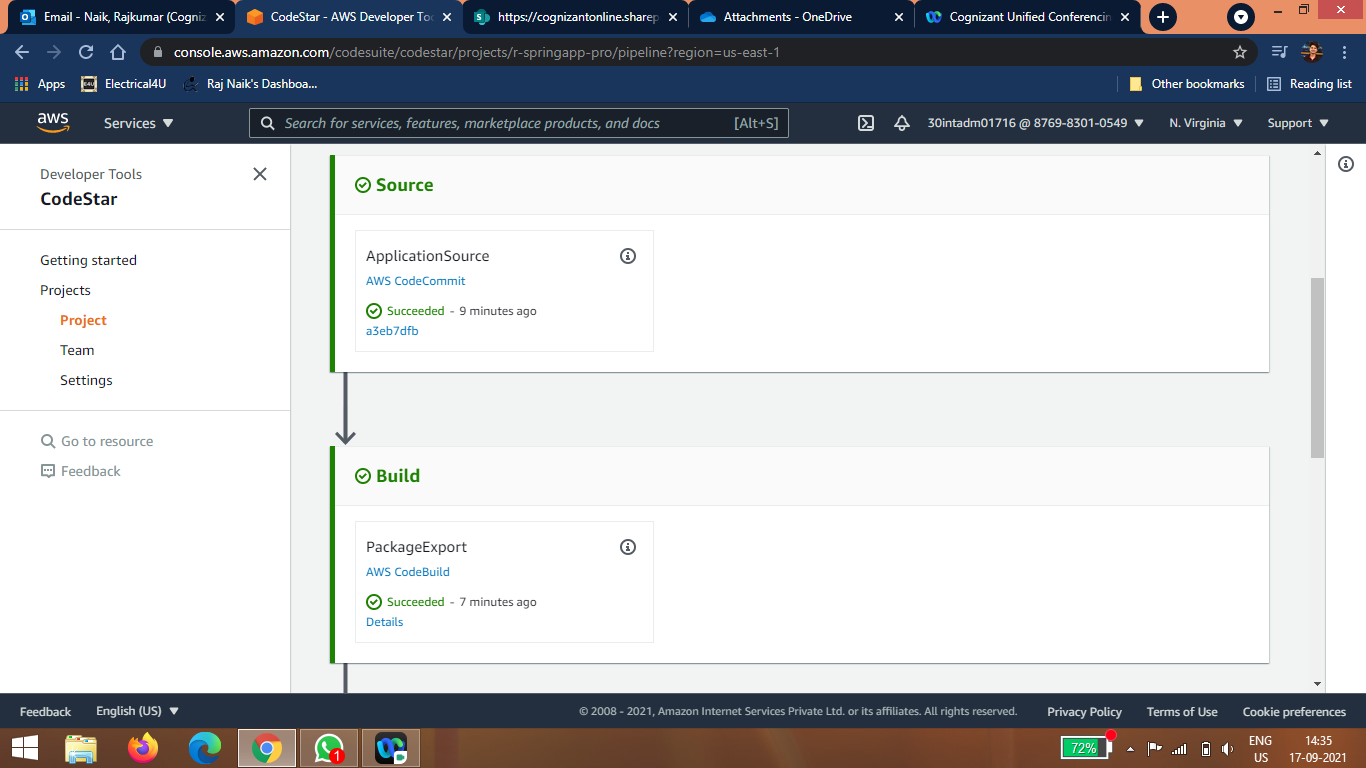 Email - Naik, Rajkumar (Cogniz
CodeStar - AWS Developer Too
https://cognizantonline.sharep
Attachments - OneDrive
Cognizant Unified Conferencin
console.aws.amazon.com/codesuite/codestar/projects/r-springapp-pro/pipeline?region=us-east-1
Apps
Electrical4U
Raj Naik's Dashboa...
Other bookmarks
Reading list
aws
Services
Search for services, features, marketplace products, and docs
[Alt+S]
30intadm01716 @ 8769-8301-0549
N. Virginia
Support
Developer Tools
CodeStar
Getting started
Projects
Project
Team
Settings
Go to resource
Feedback
Source
ApplicationSource
AWS CodeCommit
Succeeded - 9 minutes ago
a3eb7dfb
Build
PackageExport
AWS CodeBuild
Succeeded - 7 minutes ago
Details
Feedback
English (US)
© 2008 - 2021, Amazon Internet Services Private Ltd. or its affiliates. All rights reserved.
Privacy Policy
Terms of Use
Cookie preferences
1
72%
ENG
US
14:35
17-09-2021